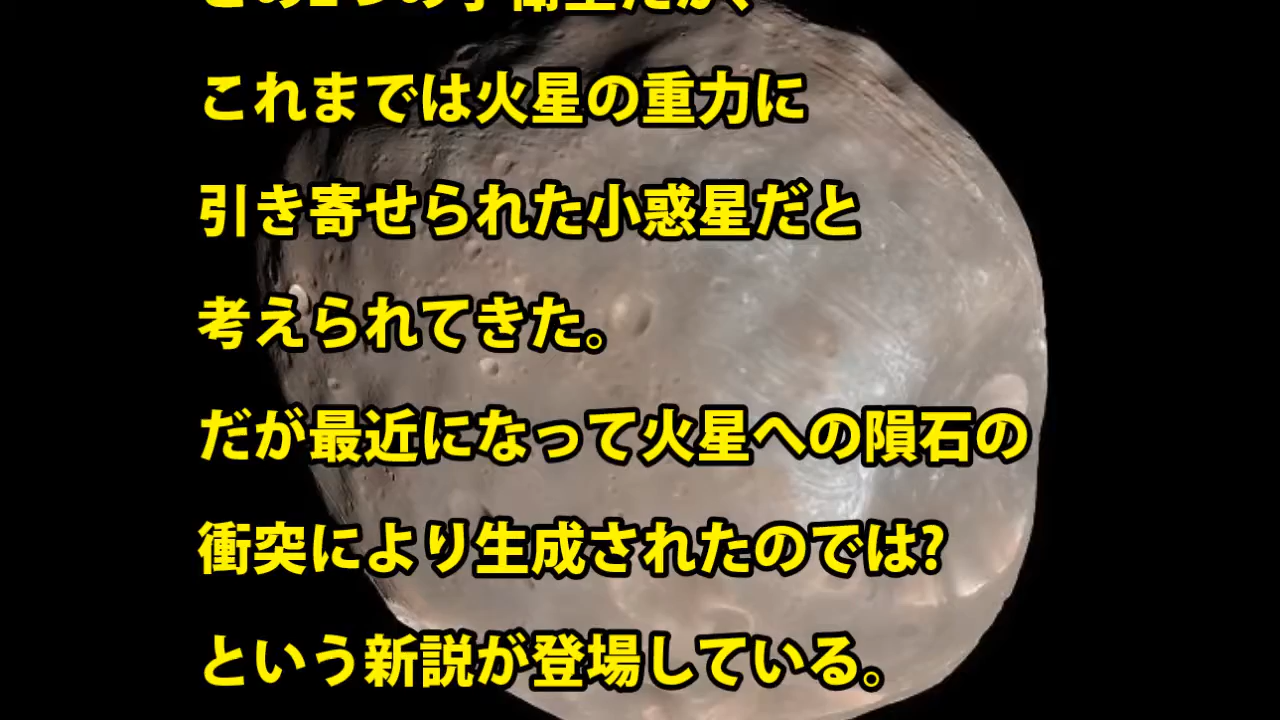 これまでは火星の重力に
引き寄せられた小惑星だと
考えられてきた。
だが最近になって火星への隕石の
衝突により生成されたのでは?
という新説が登場している。